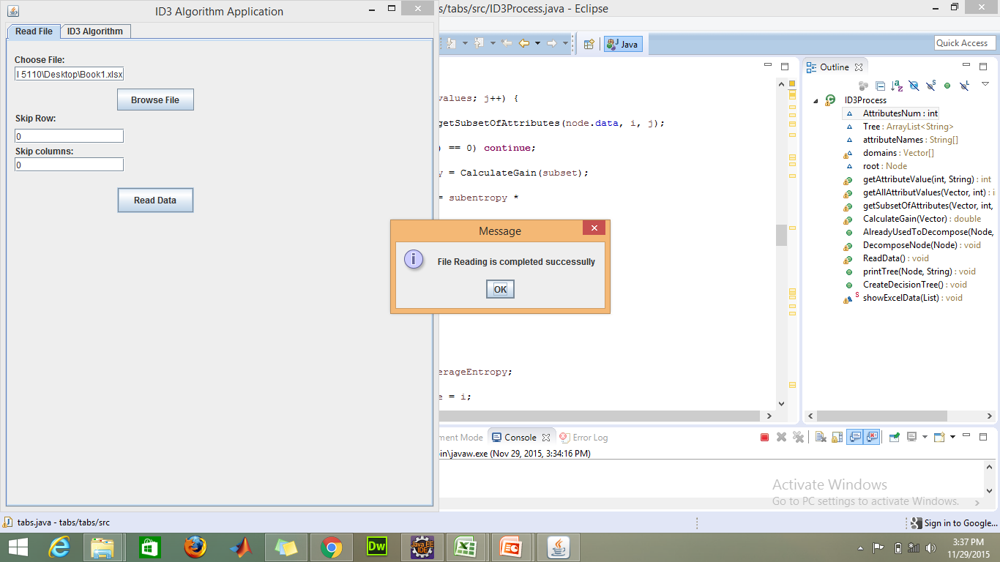 ID3 Algorithm Application
s/tabs/src/ID3Process.java - Eclipse
Read File
ID3 Algorithm
Choose File:
l 5110\Desktop\Book1.xlsx
Browse File
Skip Row:
0
Skip columns:
0
Read Data
Java
Quick Access
values; j++) {
getSubsetOfAttributes(node.data, i, j);
) == 0) continue;
y = CalculateGain(subset);
= subentropy *
erageEntropy;
e = i;
Message
File Reading is completed successully
OK
Outline
ID3Process
AttributesNum : int
Tree : ArrayList<String>
attributeNames : String[]
domains : Vector[]
root : Node
getAttributeValue(int, String) : int
getAllAttributValues(Vector, int) : i
getSubsetOfAttributes(Vector, int,
CalculateGain(Vector) : double
AlreadyUsedToDecompose(Node,
DecomposeNode(Node) : void
ReadData() : void
printTree(Node, String) : void
CreateDecisionTree() : void
showExcelData(List) : void
ment Mode
Console
Error Log
bin\javaw.exe (Nov 29, 2015, 3:34:16 PM)
Activate Windows
Go to PC settings to activate Windows.
tabs.java - tabs/tabs/src
Sign in to Google...
Dw
Java EE
IDE
3:37 PM
11/29/2015